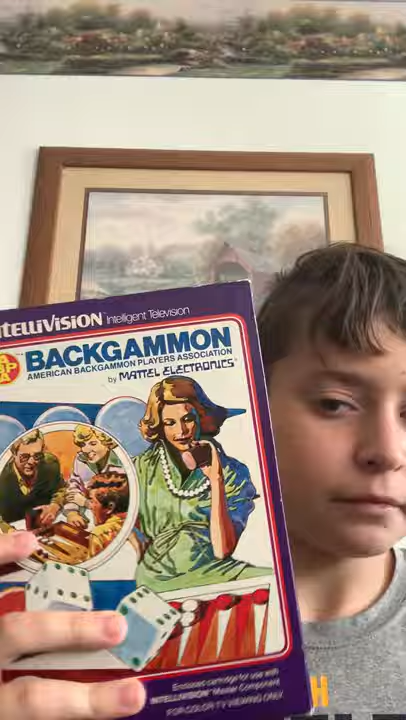 INTELLIVISION Intelligent Television
BACKGAMMON
AMERICAN BACKGAMMON PLAYERS ASSOCIATION
by MATTEL ELECTRONICS®
Enclosed cartridge for use with
INTELLIVISION Master Component
FOR COLOR TV VIEWING ONLY
H